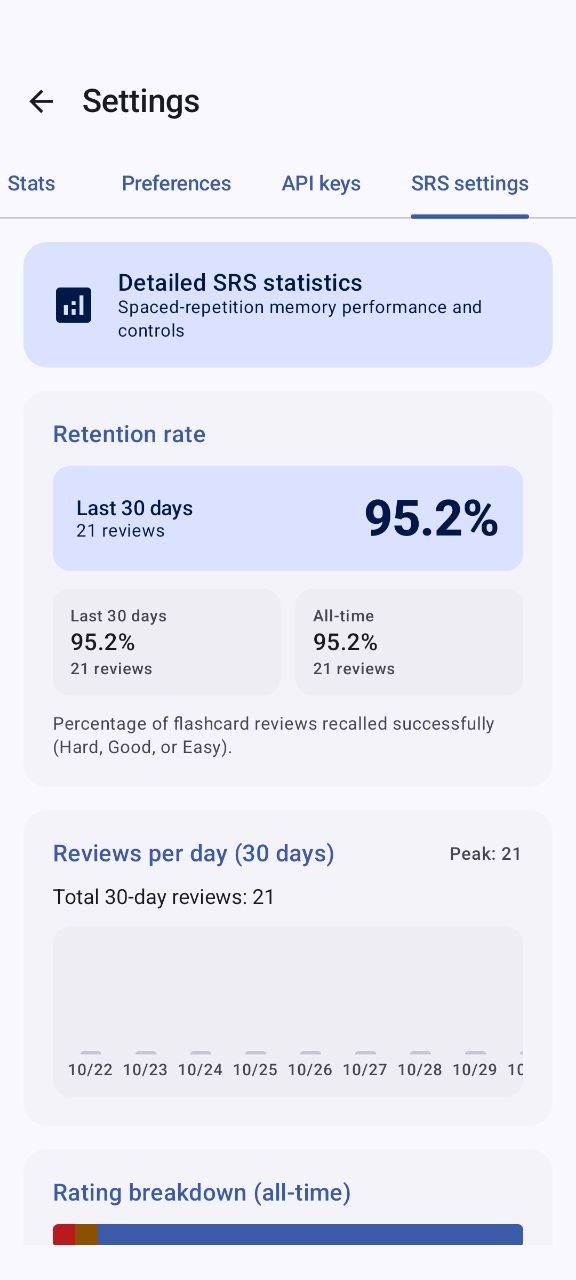 Settings
Stats
Preferences
API keys
SRS settings
Detailed SRS statistics
Spaced-repetition memory performance and
controls
Retention rate
Last 30 days
21 reviews
95.2%
Last 30 days
95.2%
21 reviews
All-time
95.2%
21 reviews
Percentage of flashcard reviews recalled successfully
(Hard, Good, or Easy).
Reviews per day (30 days)
Peak: 21
Total 30-day reviews: 21
10/22 10/23 10/24 10/25 10/26 10/27 10/28 10/29 10
Rating breakdown (all-time)